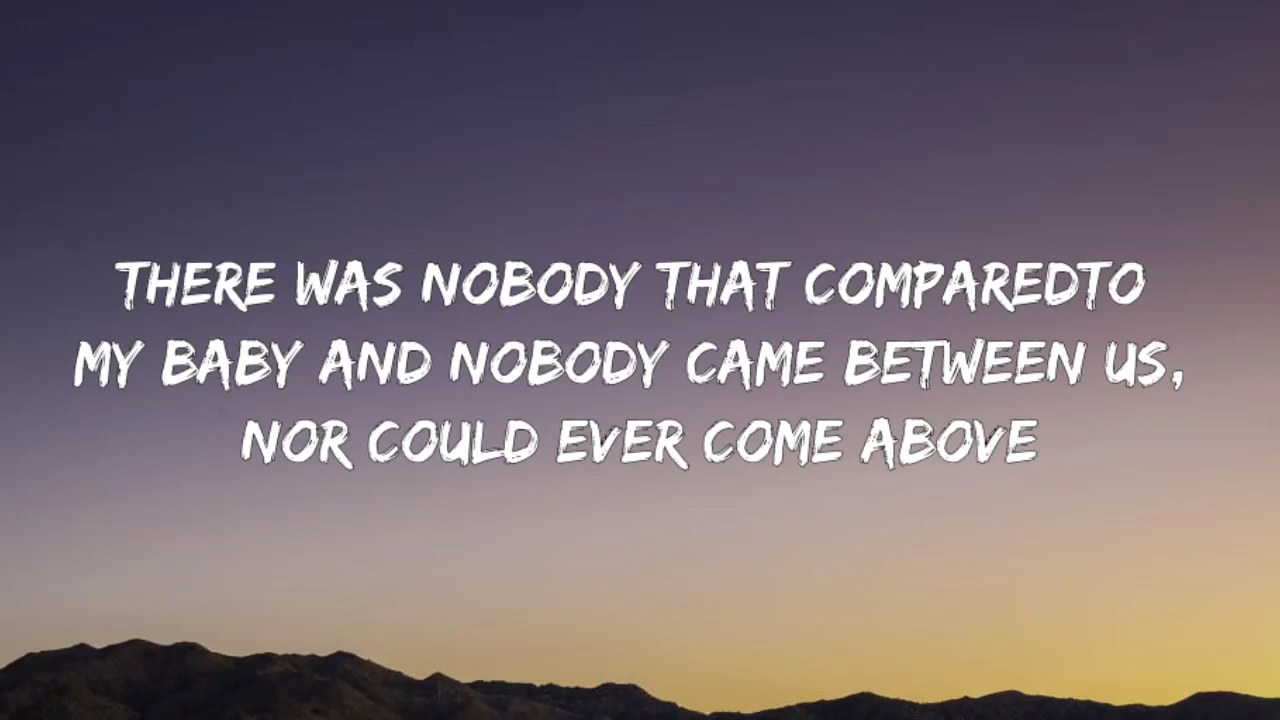 THERE WAS NOBODY THAT COMPAREDTO
MY BABY AND NOBODY CAME BETWEEN US,
NOR COULD EVER COME ABOVE